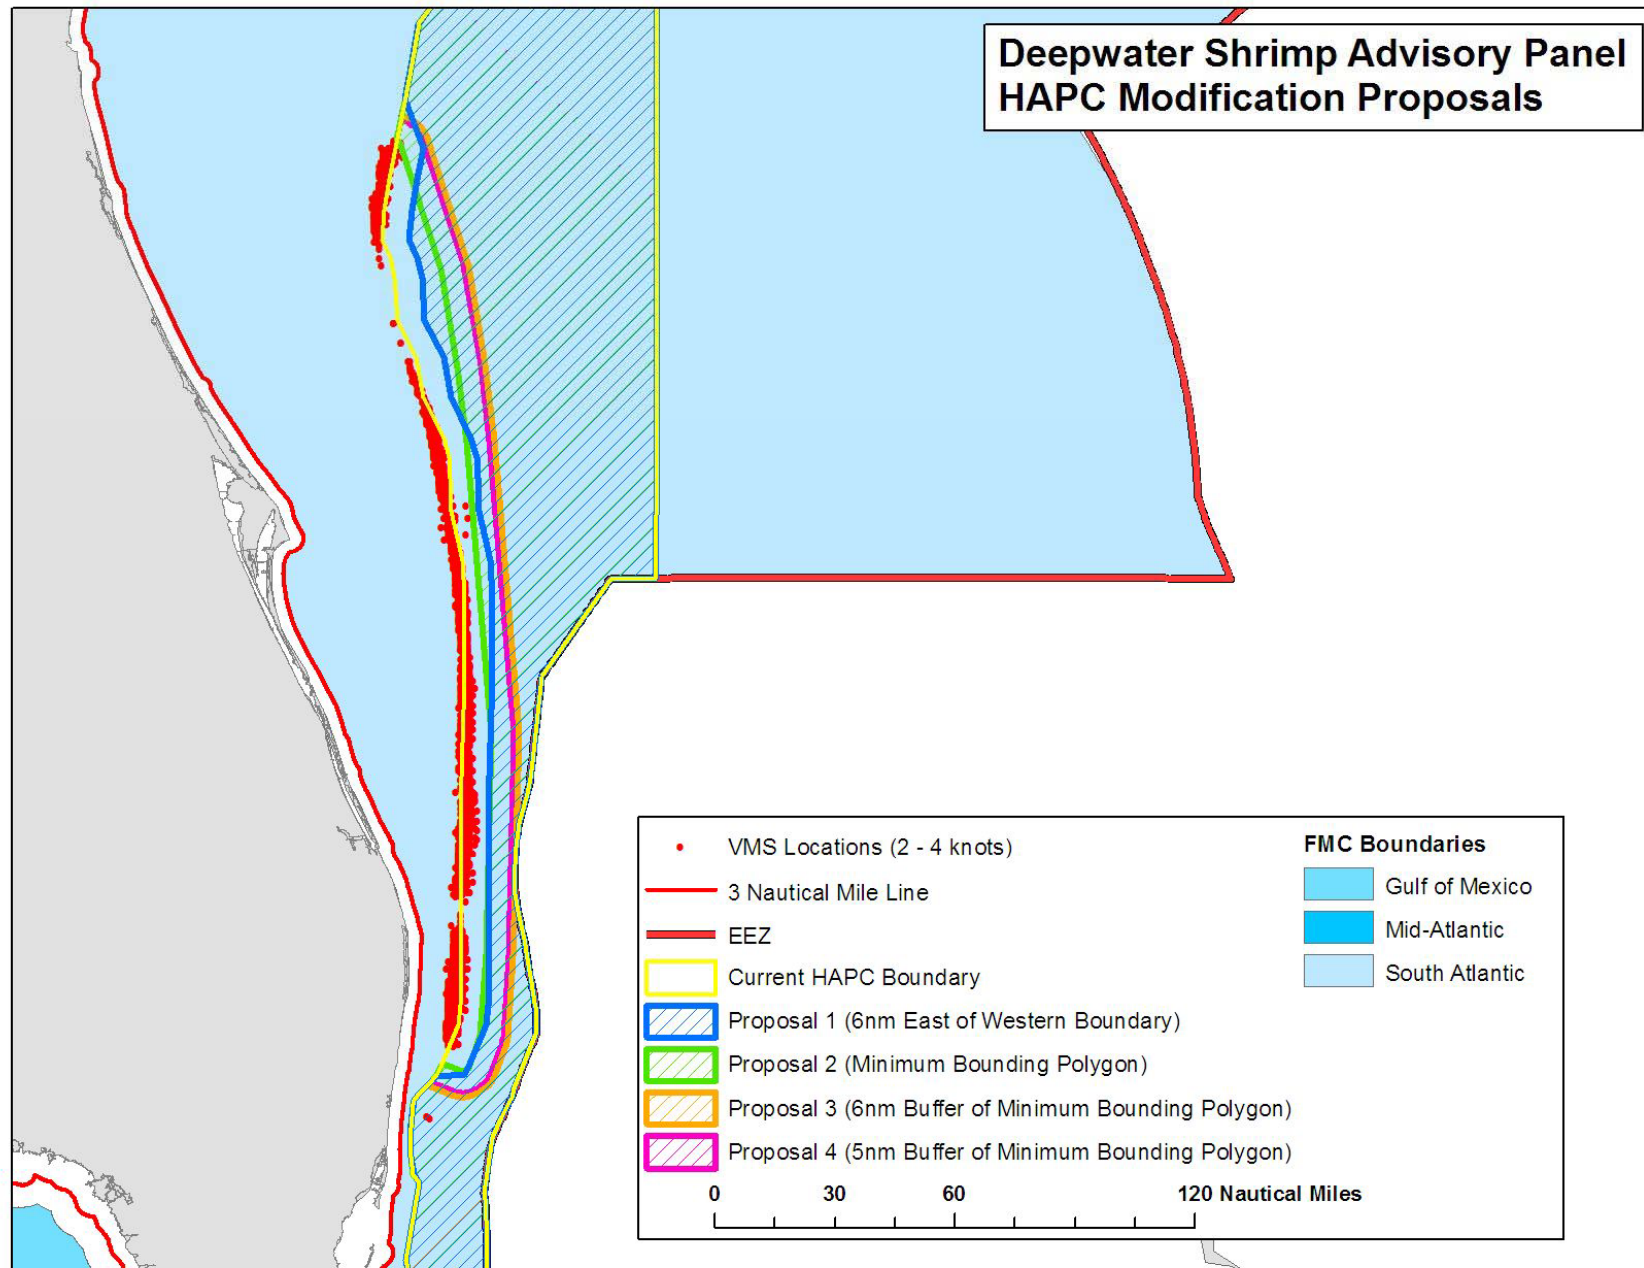 Deepwater Shrimp Advisory Panel
HAPC Modification Proposals
VMS Locations (2 - 4 knots)
3 Nautical Mile Line
EEZ
Current HAPC Boundary
Proposal 1 (6nm East of Western Boundary)
Proposal 2 (Minimum Bounding Polygon)
Proposal 3 (6nm Buffer of Minimum Bounding Polygon)
Proposal 4 (5nm Buffer of Minimum Bounding Polygon)
FMC Boundaries
Gulf of Mexico
Mid-Atlantic
South Atlantic
0 30 60 120 Nautical Miles